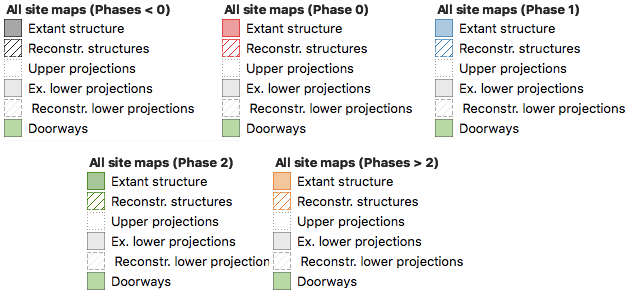 All site maps (Phases < 0)
Extant structure
Reconstr. structures
Upper projections
Ex. lower projections
Reconstr. lower projections
Doorways
All site maps (Phase 0)
Extant structure
Reconstr. structures
Upper projections
Ex. lower projections
Reconstr. lower projections
Doorways
All site maps (Phase 1)
Extant structure
Reconstr. structures
Upper projections
Ex. lower projections
Reconstr. lower projections
Doorways
All site maps (Phase 2)
Extant structure
Reconstr. structures
Upper projections
Ex. lower projections
Reconstr. lower projection
Doorways
All site maps (Phases > 2)
Extant structure
Reconstr. structures
Upper projections
Ex. lower projections
Reconstr. lower projections
Doorways